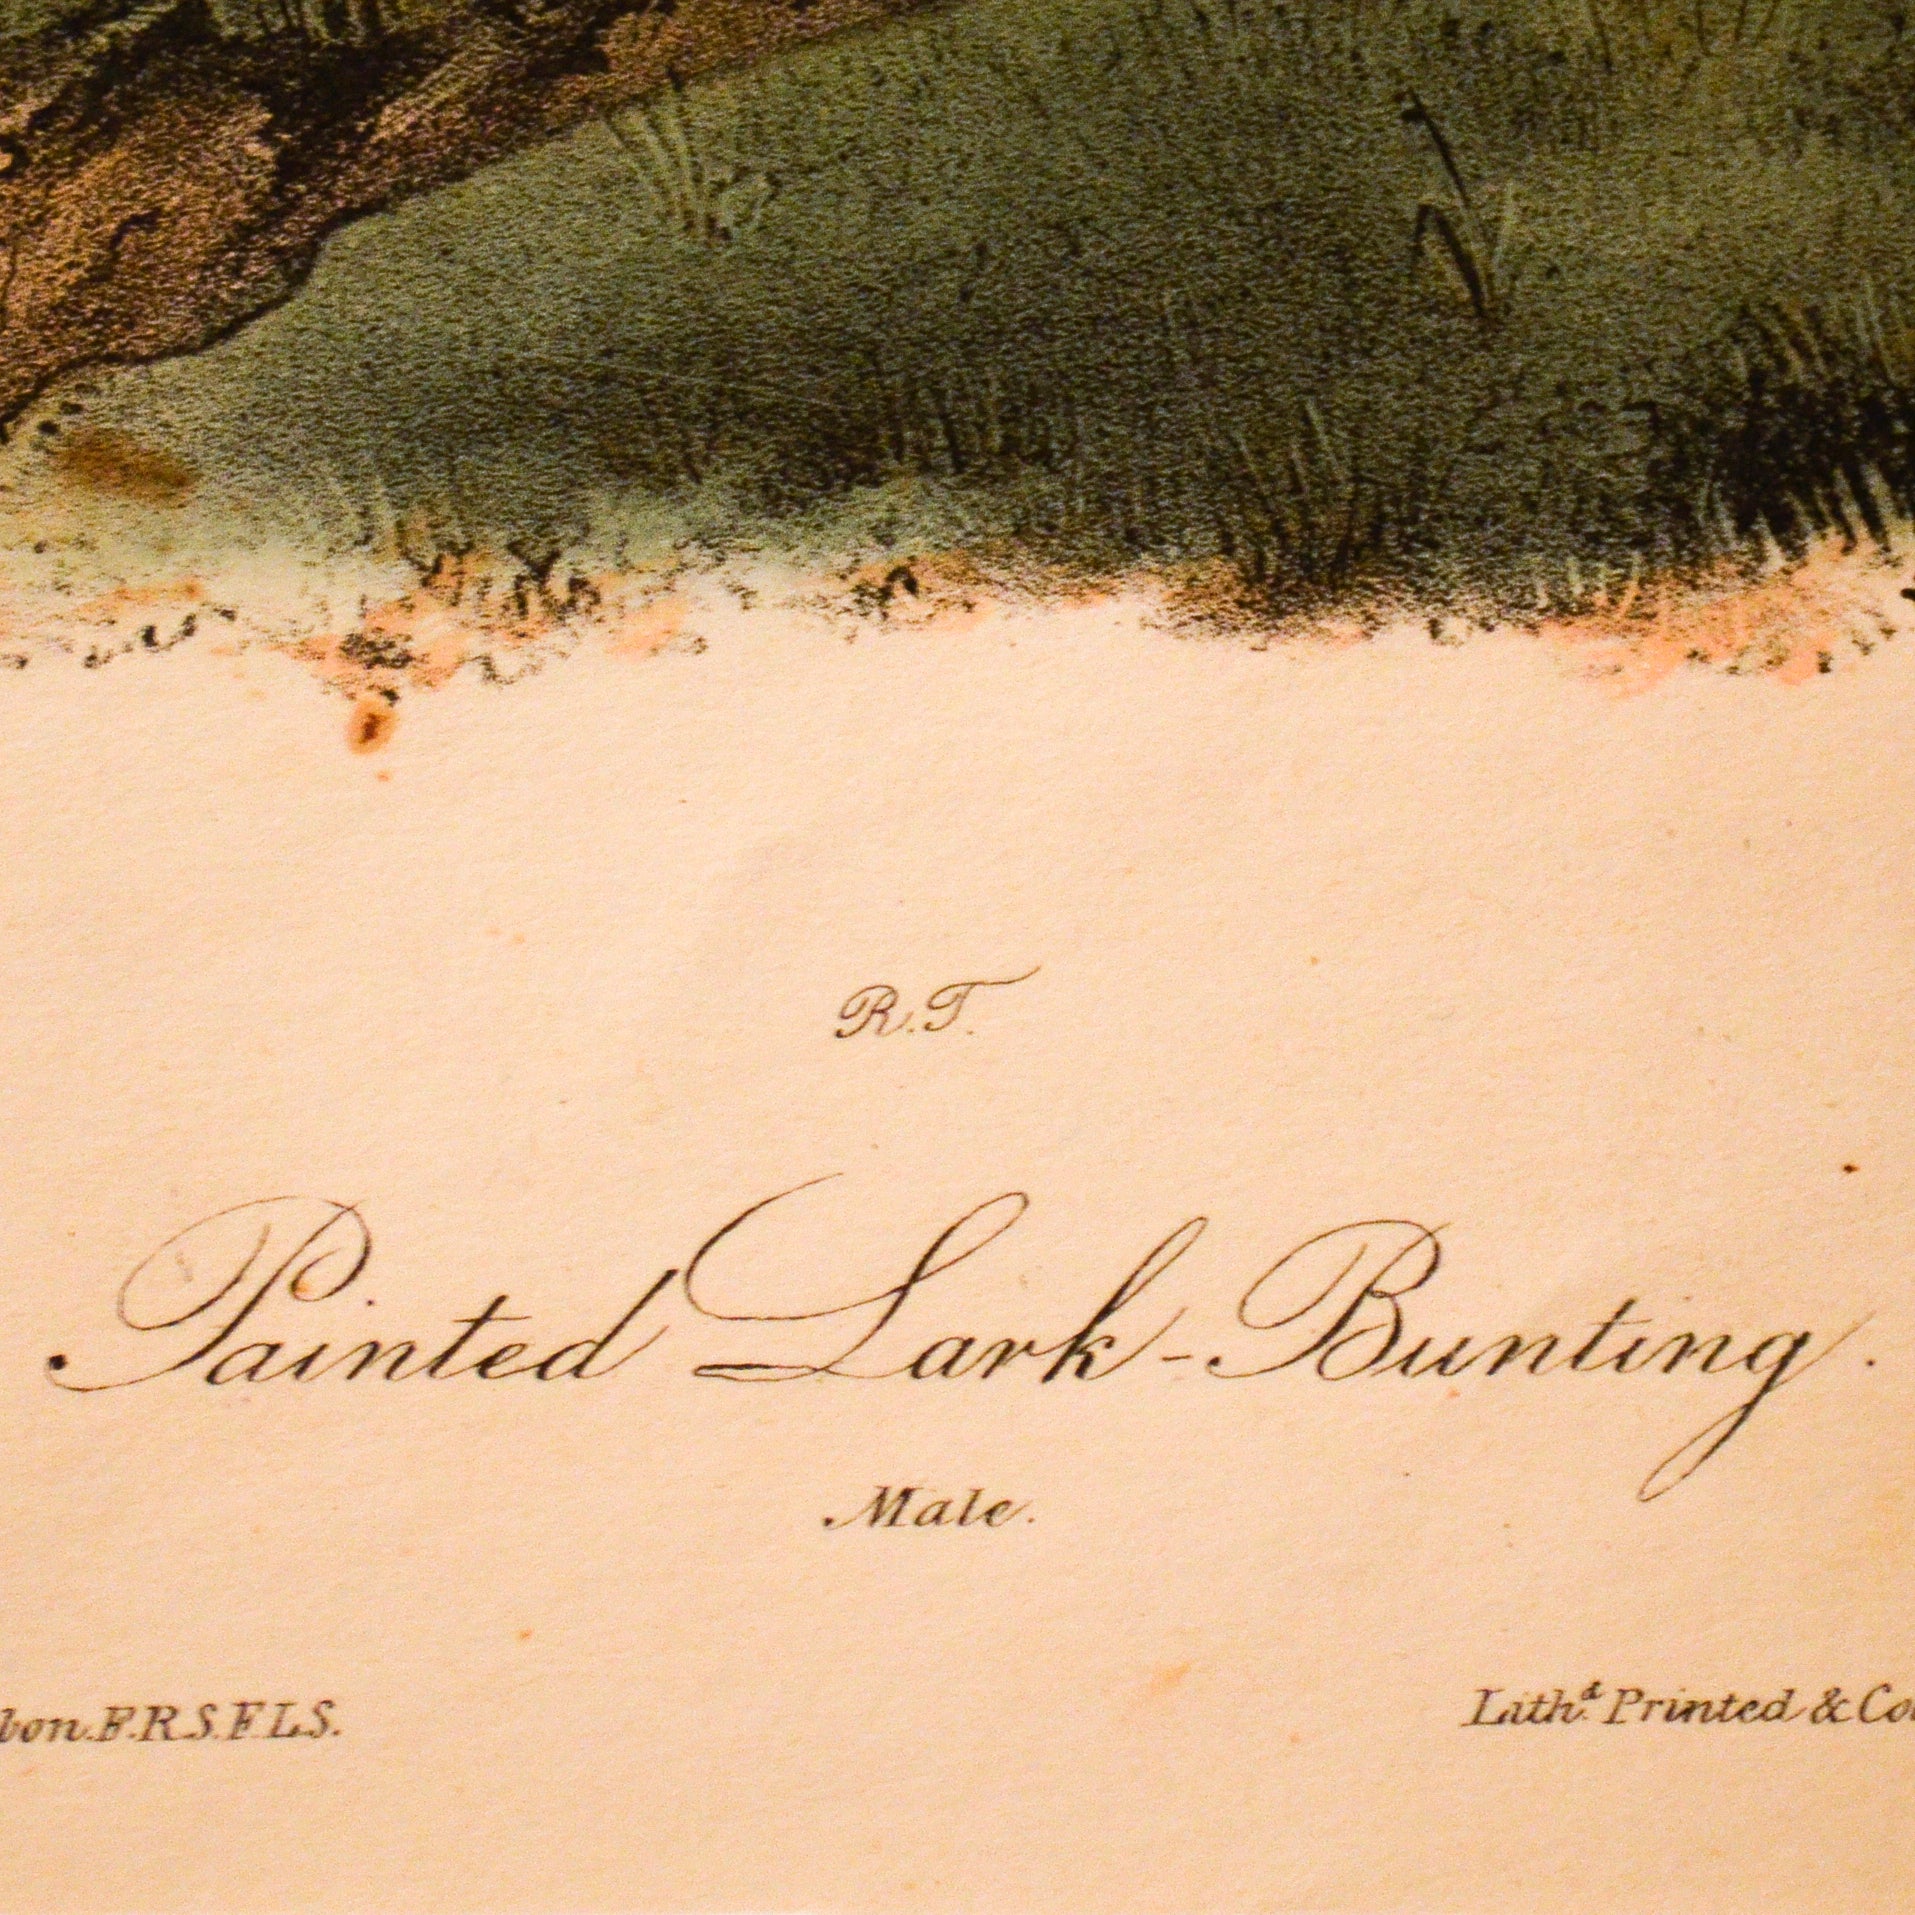 R.T.
Painted Lark-Bunting.
Male.
bon.F.R.S.F.L.S.
Lith.d Printed & Co